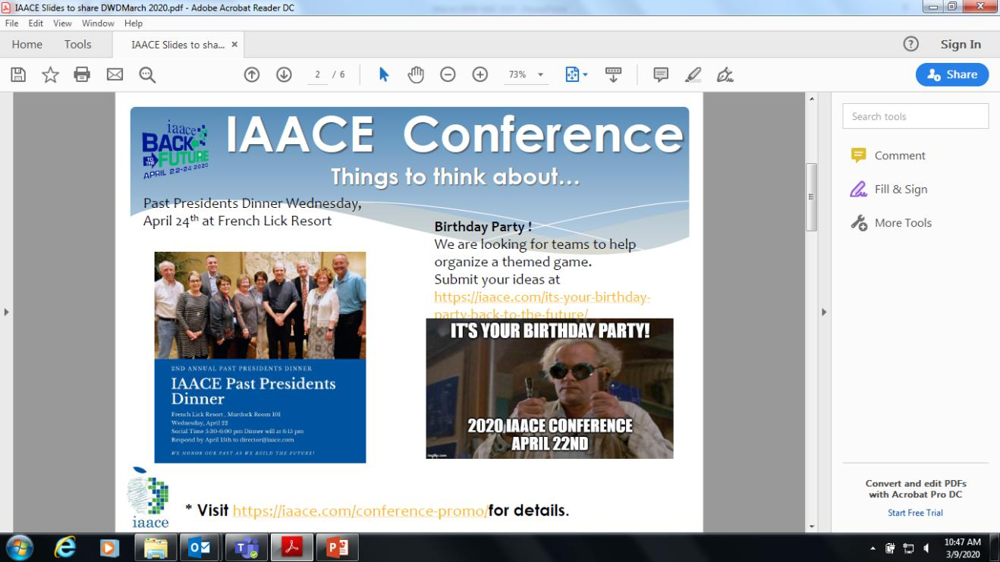 IAACE Slides to share DWDMarch 2020.pdf - Adobe Acrobat Reader DC
File Edit View Window Help
Home Tools IAACE Slides to sha... × Sign In
2 / 6 73% Share
iaace
BACK
TO THE
FUTURE
APRIL 22-24 2020
IAACE Conference
Things to think about...
Past Presidents Dinner Wednesday,
April 24th at French Lick Resort
2ND ANNUAL PAST PRESIDENTS DINNER
IAACE Past Presidents
Dinner
French Lick Resort , Murdock Room 101
Wednesday, April 22
Social Time 5:30-6:00 pm Dinner will at 6:15 pm
Respond by April 15th to director@iaace.com
WE HONOR OUR PAST AS WE BUILD THE FUTURE!
Birthday Party !
We are looking for teams to help
organize a themed game.
Submit your ideas at
https://iaace.com/its-your-birthday-
party-back-to-the-future/
IT'S YOUR BIRTHDAY PARTY!
2020 IAACE CONFERENCE
APRIL 22ND
imgflip.com
iaace
* Visit https://iaace.com/conference-promo/for details.
Search tools
Comment
Fill & Sign
More Tools
Convert and edit PDFs
with Acrobat Pro DC
Start Free Trial
10:47 AM
3/9/2020